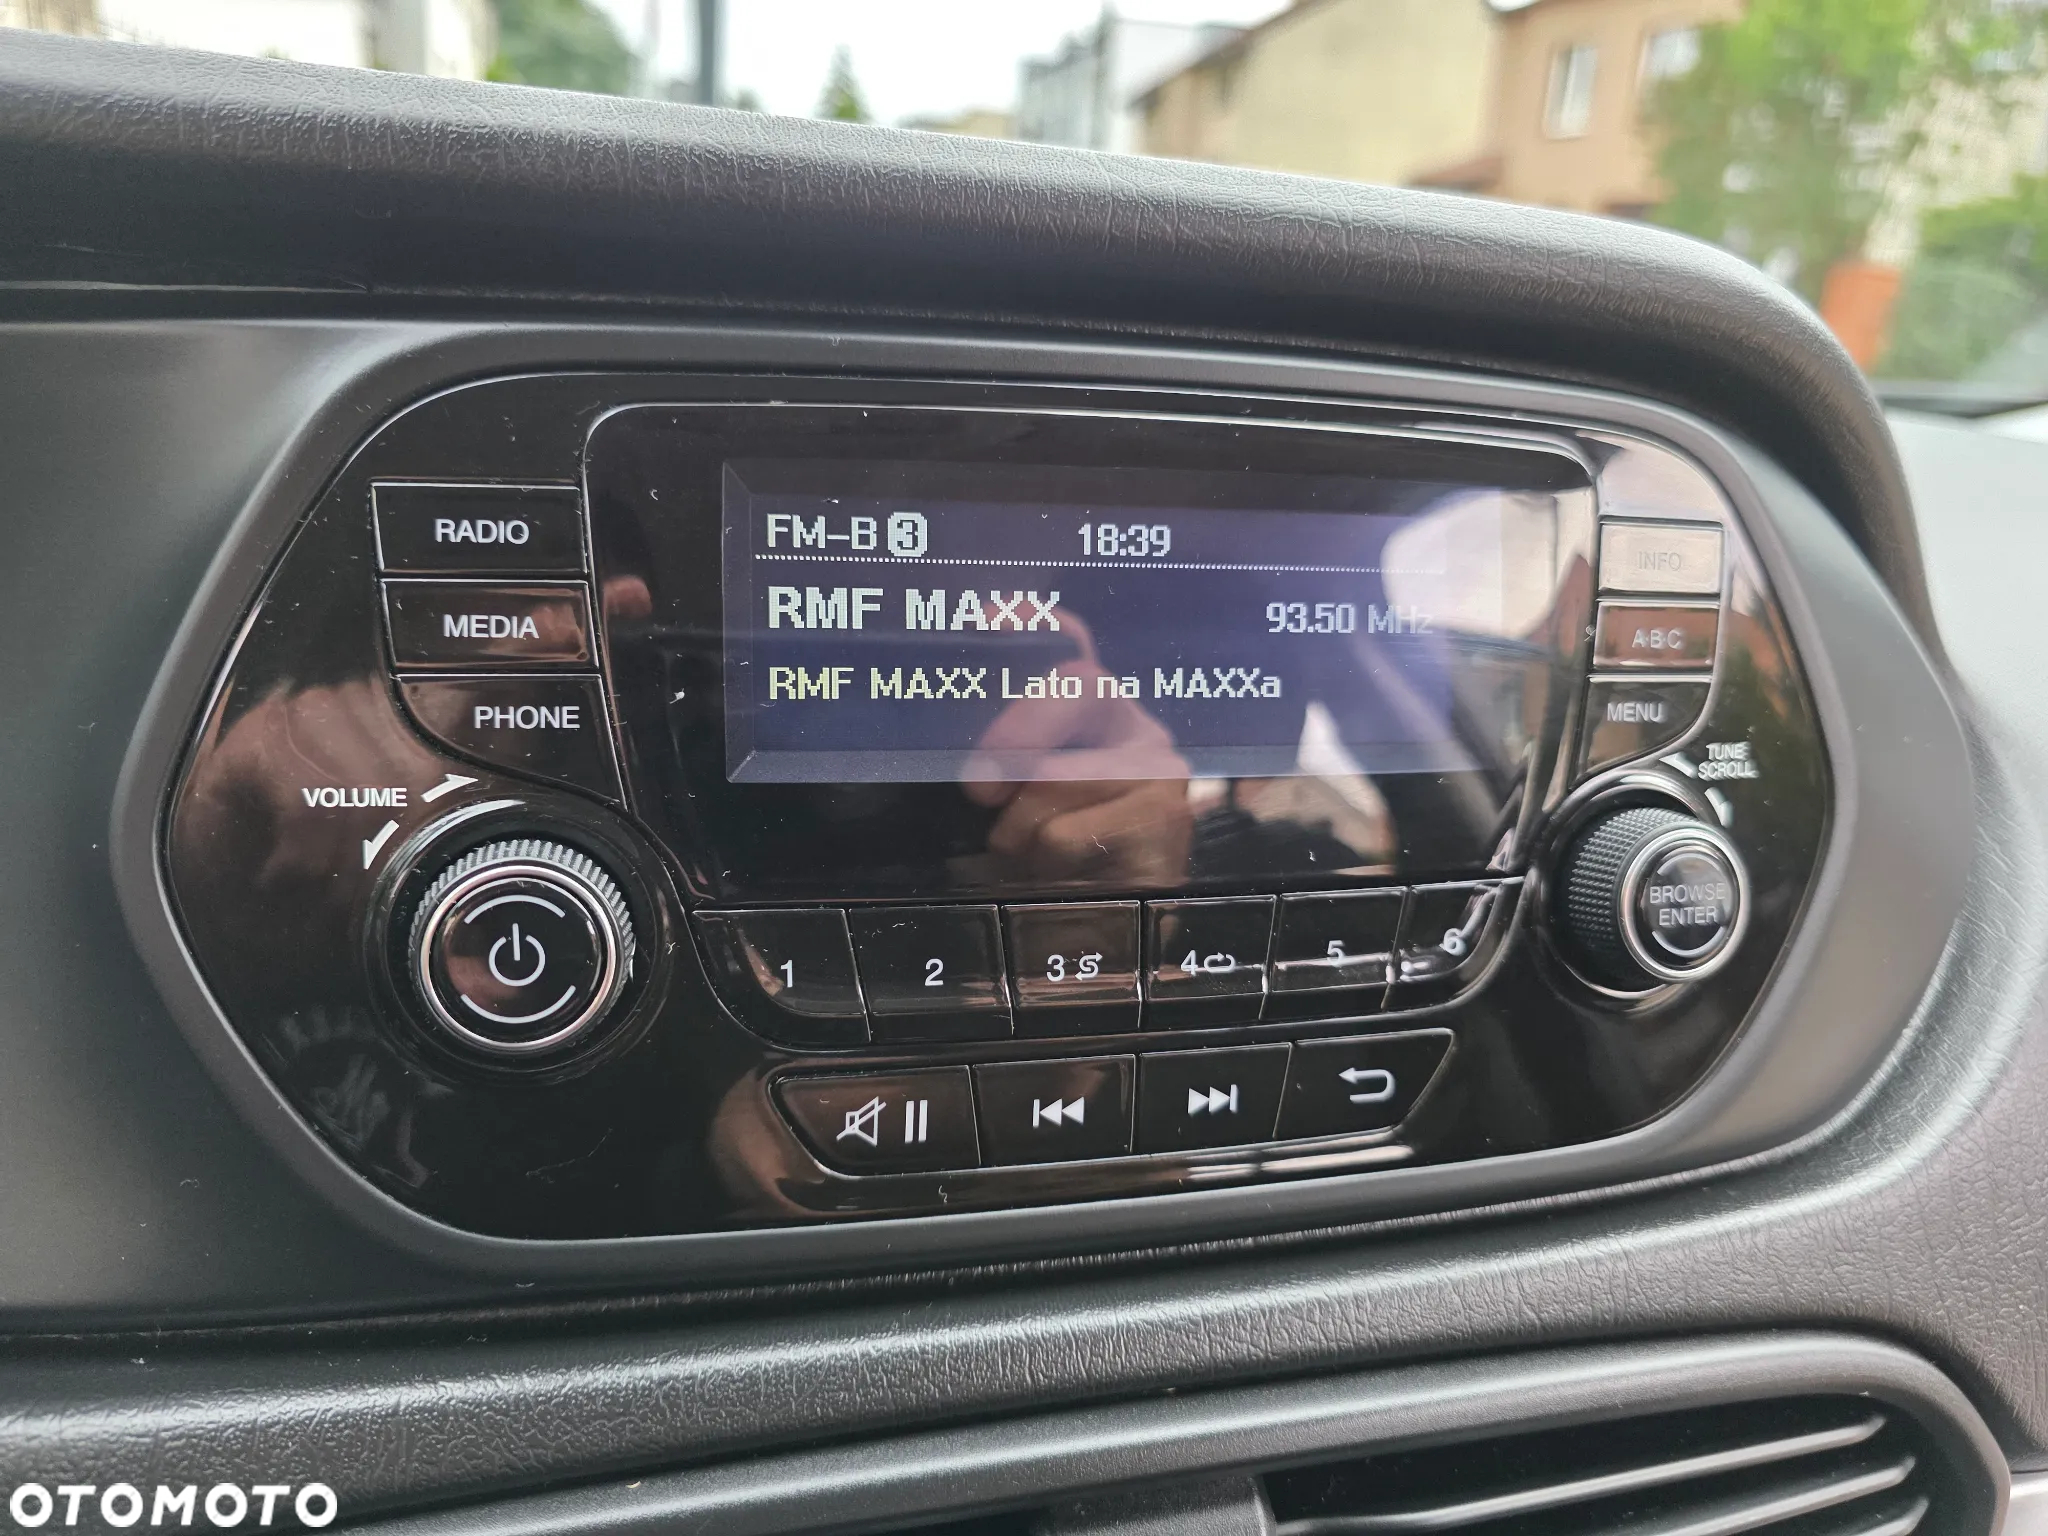 RADIO
MEDIA
PHONE
VOLUME
FM-B 3 18:39
RMF MAXX 93.50 MHz
RMF MAXX Lato na MAXXa
INFO
A·B·C
MENU
TUNE
SCROLL
BROWSE
ENTER
1 2 3 4 5 6
OTOMOTO